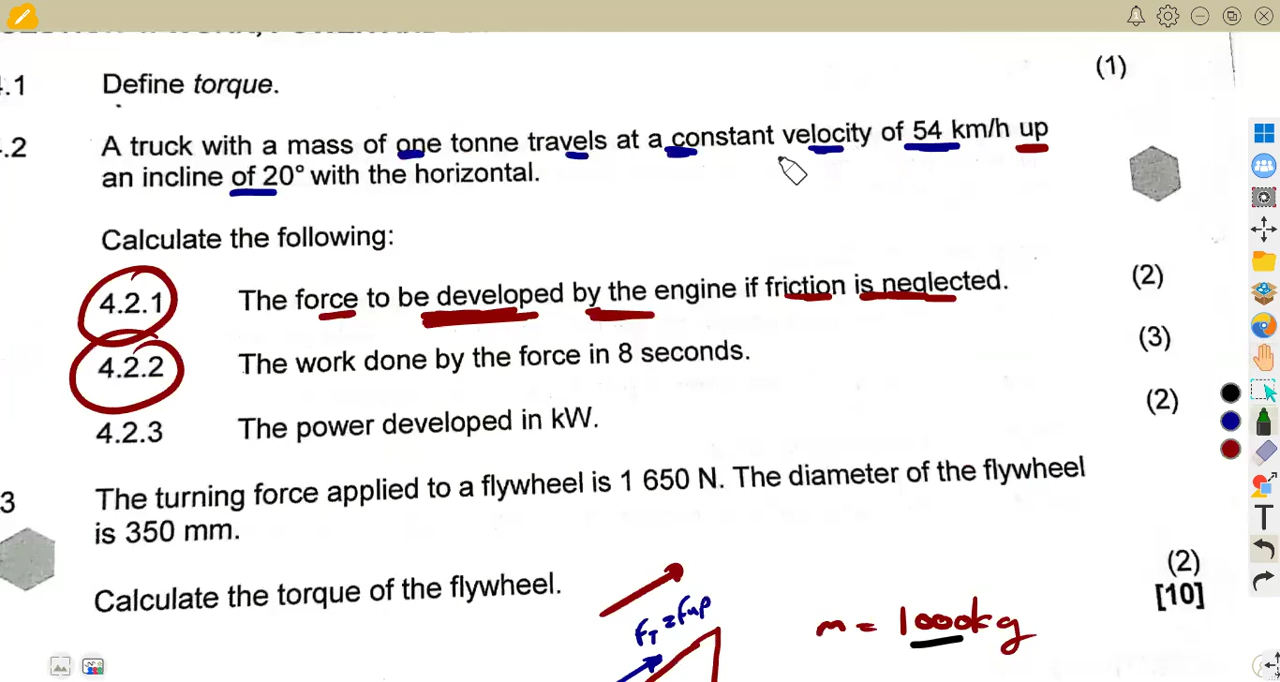 .1 Define torque. (1)
.2 A truck with a mass of one tonne travels at a constant velocity of 54 km/h up
an incline of 20° with the horizontal.
Calculate the following:
4.2.1 The force to be developed by the engine if friction is neglected. (2)
4.2.2 The work done by the force in 8 seconds. (3)
4.2.3 The power developed in kW. (2)
3 The turning force applied to a flywheel is 1 650 N. The diameter of the flywheel
is 350 mm.
Calculate the torque of the flywheel. (2)
[10]
FT = Fup
m = 1000kg
T